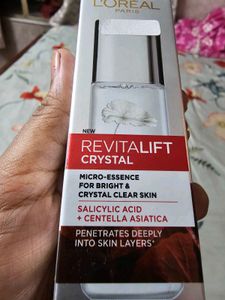 L'ORÉAL
PARIS
NEW
REVITALIFT
CRYSTAL
MICRO-ESSENCE
FOR BRIGHT &
CRYSTAL CLEAR SKIN
SALICYLIC ACID
+ CENTELLA ASIATICA
PENETRATES DEEPLY
INTO SKIN LAYERS*